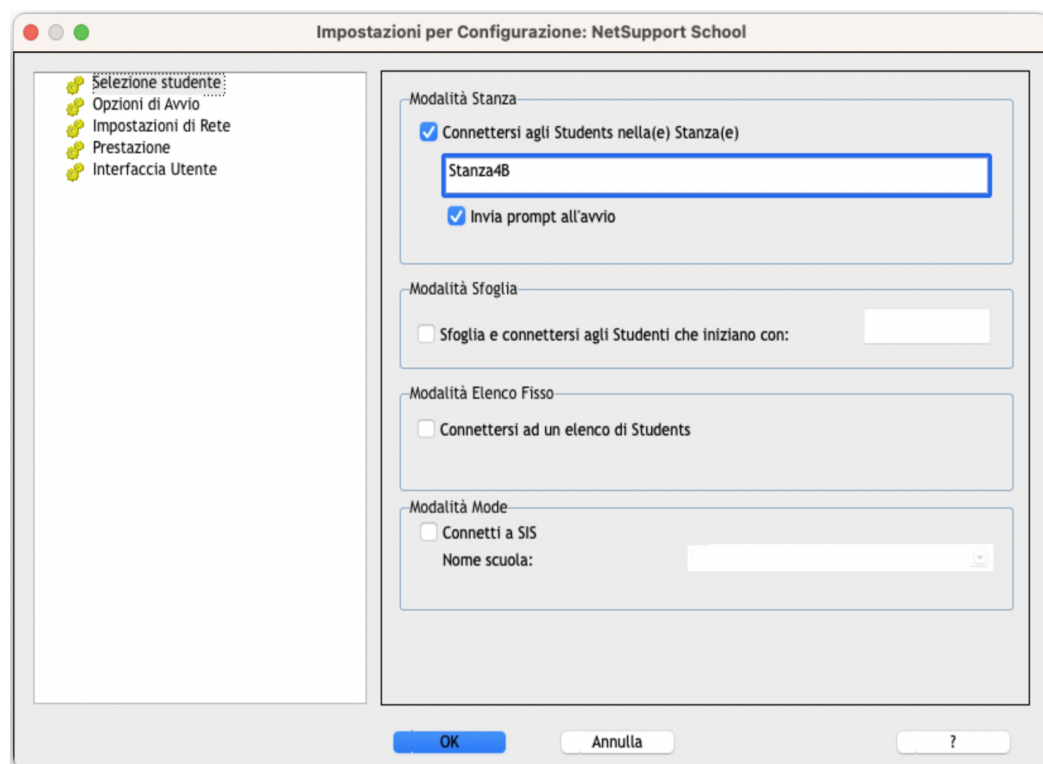 Impostazioni per Configurazione: NetSupport School
Selezione studente
Opzioni di Avvio
Impostazioni di Rete
Prestazione
Interfaccia Utente
Modalità Stanza
Connettersi agli Students nella(e) Stanza(e)
Stanza4B
Invia prompt all'avvio
Modalità Sfoglia
Sfoglia e connettersi agli Studenti che iniziano con:
Modalità Elenco Fisso
Connettersi ad un elenco di Students
Modalità Mode
Connetti a SIS
Nome scuola:
OK
Annulla
?